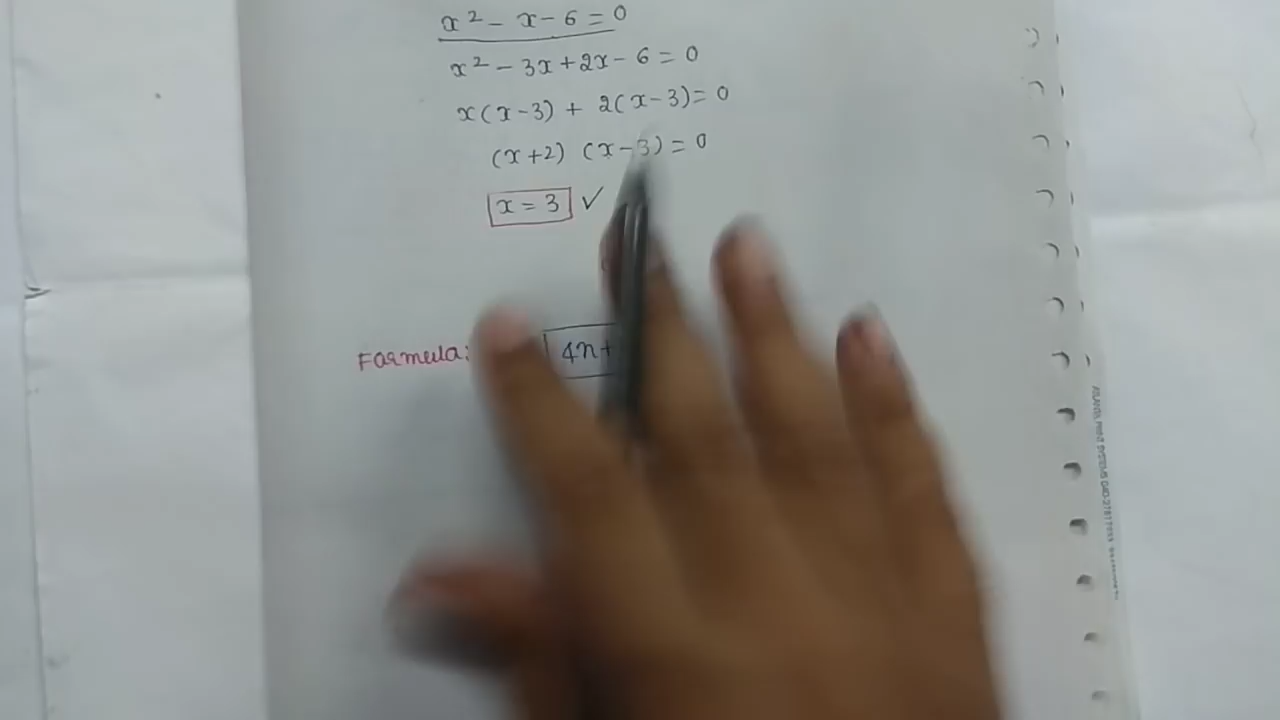 x² - x - 6 = 0
x² - 3x + 2x - 6 = 0
x(x-3) + 2(x-3) = 0
(x+2) (x-3) = 0
x = 3 ✓
Formula:
4n+